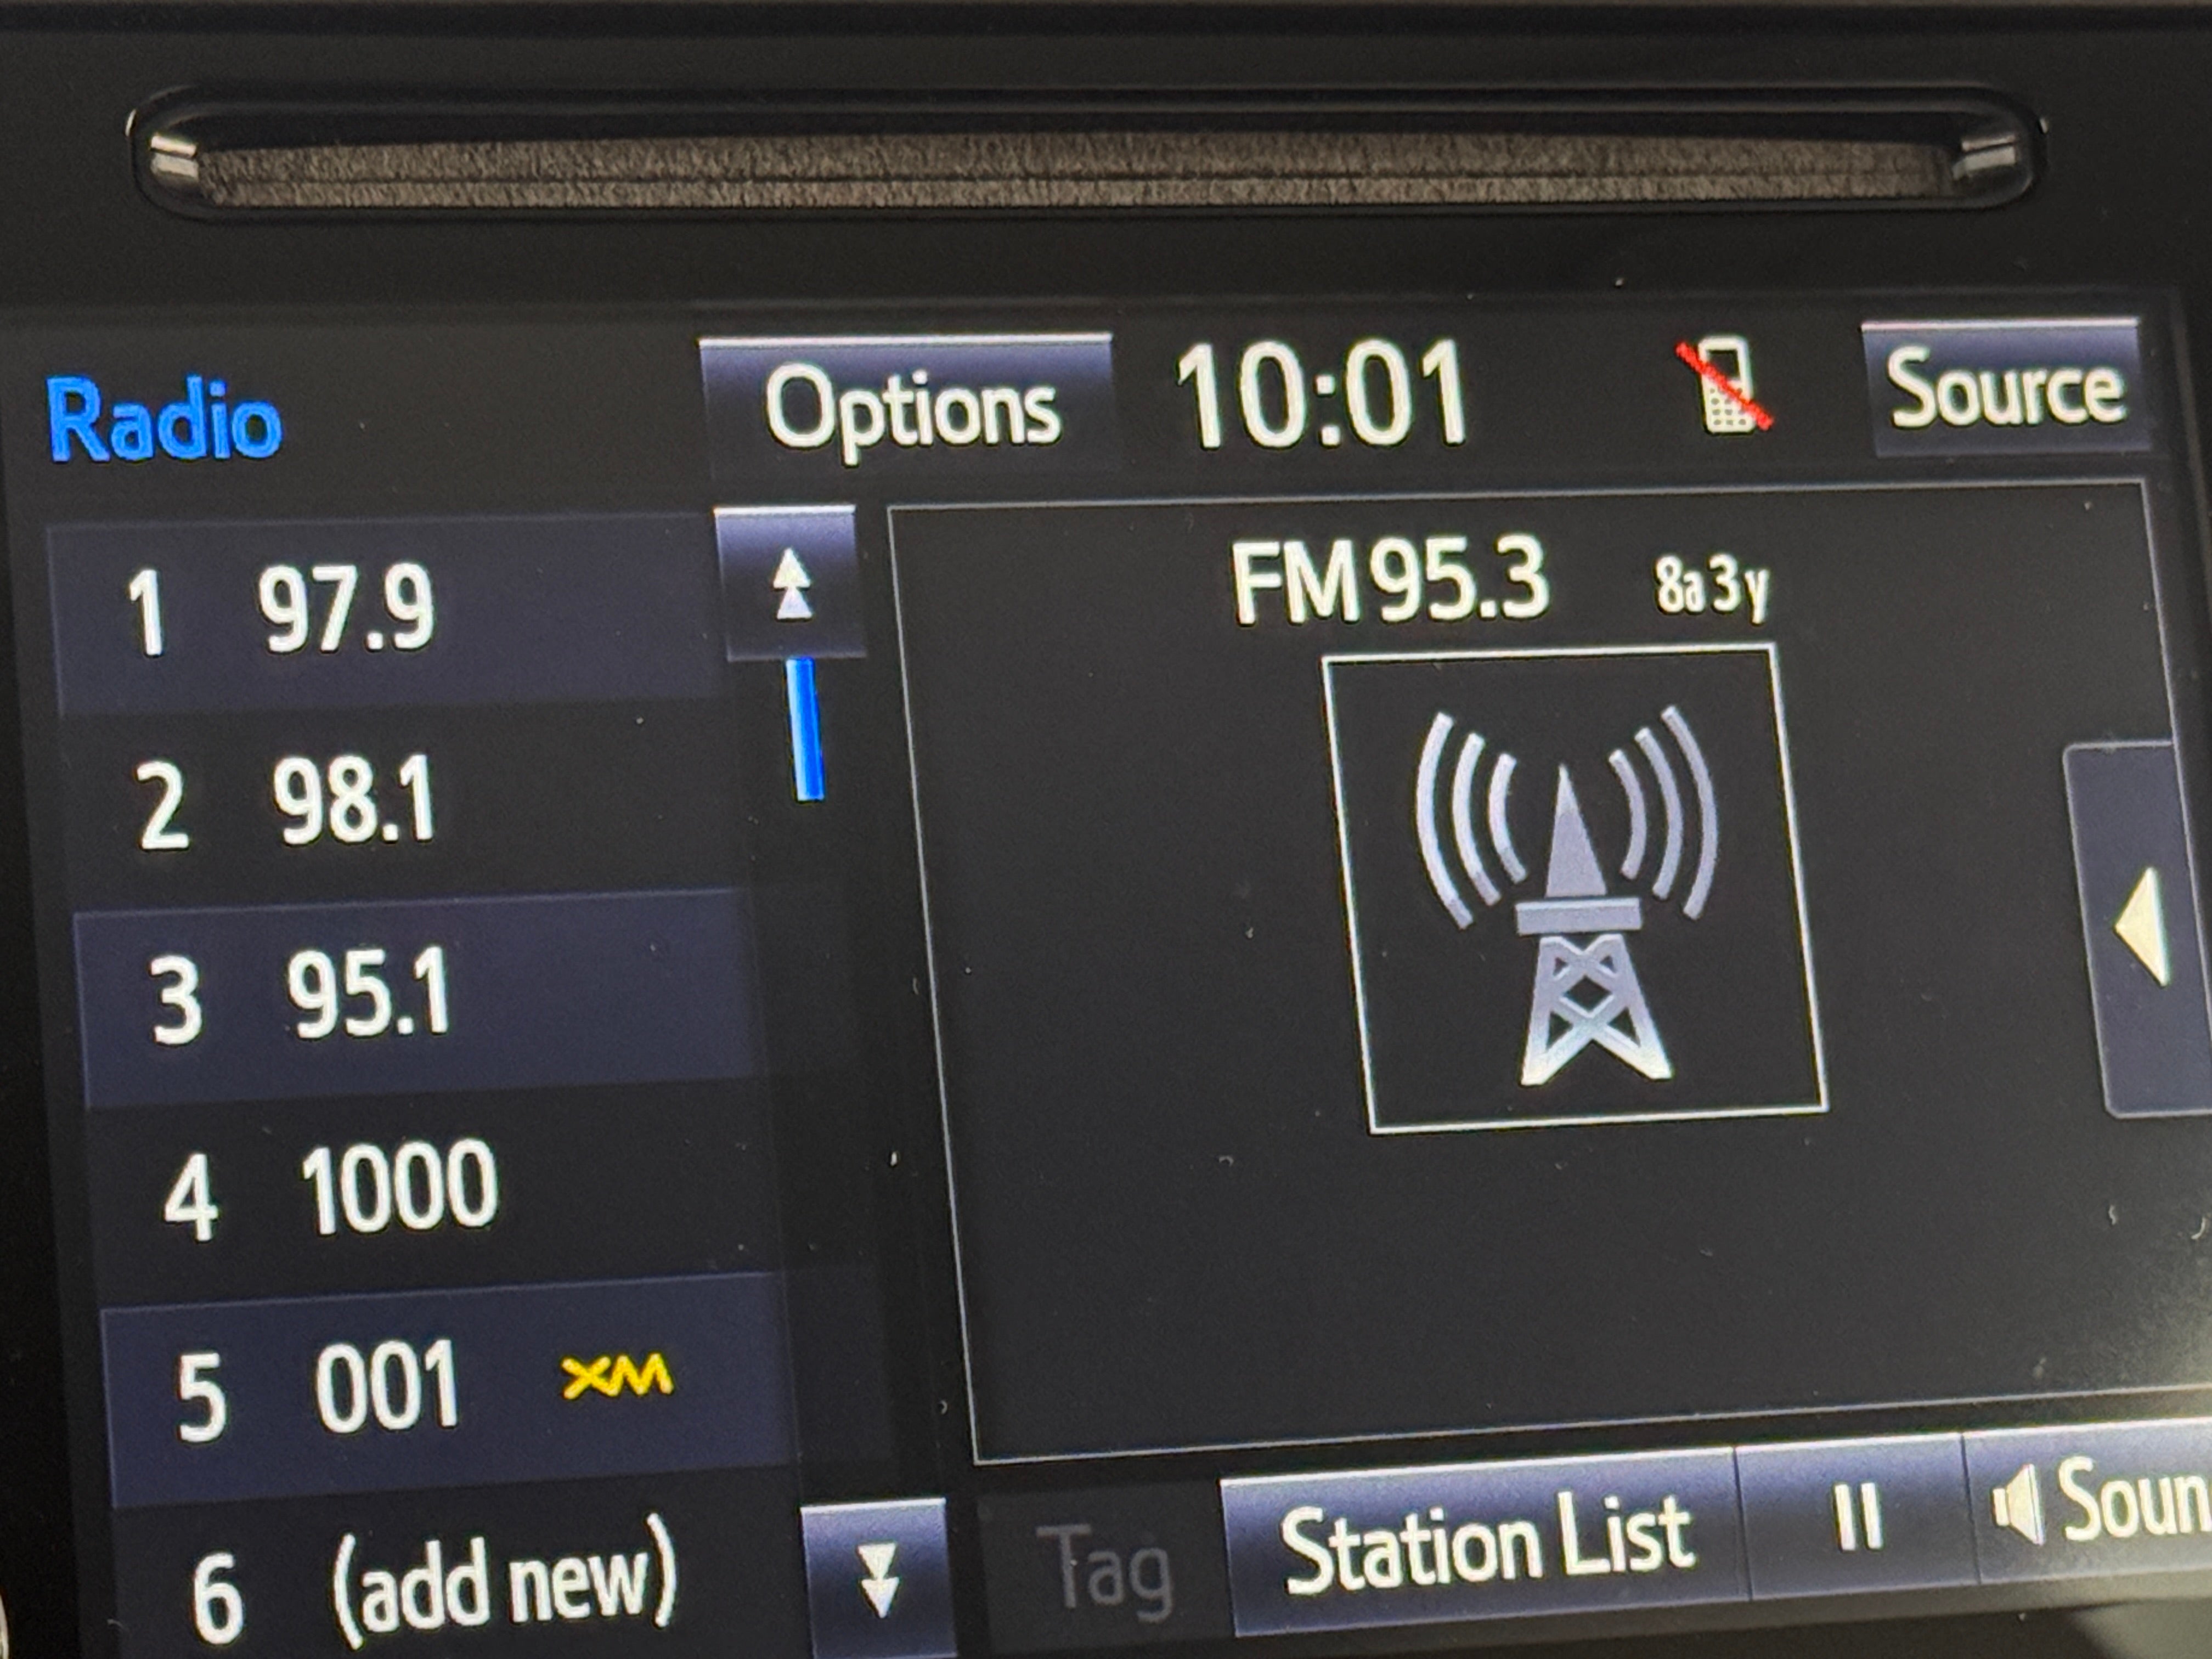 Radio
Options
10:01
Source
1 97.9
2 98.1
3 95.1
4 1000
5 001 XM
6 (add new)
FM 95.3 8a3y
Tag
Station List
Soun